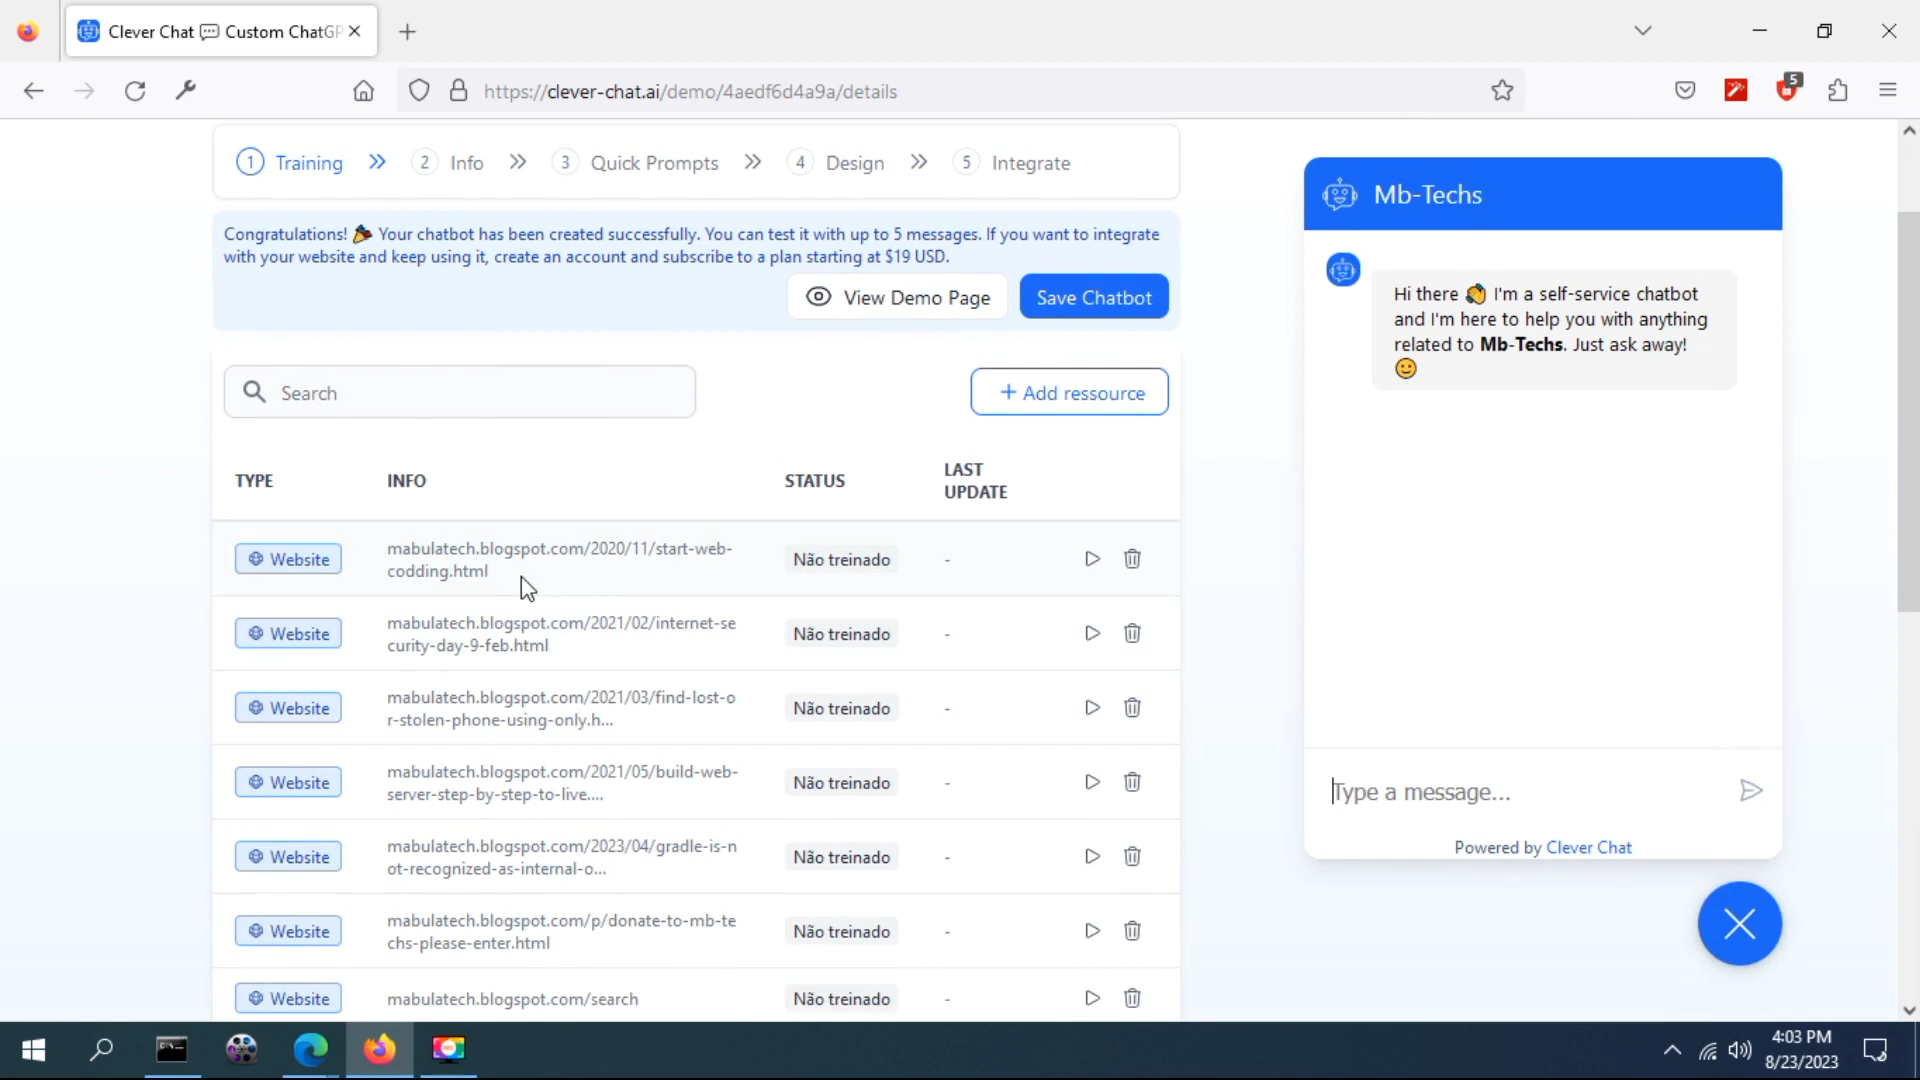 Clever Chat 💬 Custom ChatGP
https://clever-chat.ai/demo/4aedf6d4a9a/details
5
1 Training
2 Info
3 Quick Prompts
4 Design
5 Integrate
Congratulations! 🎉 Your chatbot has been created successfully. You can test it with up to 5 messages. If you want to integrate
with your website and keep using it, create an account and subscribe to a plan starting at $19 USD.
View Demo Page
Save Chatbot
Search
+ Add ressource
TYPE
INFO
STATUS
LAST
UPDATE
Website
mabulatech.blogspot.com/2020/11/start-web-
codding.html
Não treinado
-
Website
mabulatech.blogspot.com/2021/02/internet-se
curity-day-9-feb.html
Não treinado
-
Website
mabulatech.blogspot.com/2021/03/find-lost-o
r-stolen-phone-using-only.h...
Não treinado
-
Website
mabulatech.blogspot.com/2021/05/build-web-
server-step-by-step-to-live....
Não treinado
-
Website
mabulatech.blogspot.com/2023/04/gradle-is-n
ot-recognized-as-internal-o...
Não treinado
-
Website
mabulatech.blogspot.com/p/donate-to-mb-te
chs-please-enter.html
Não treinado
-
Website
mabulatech.blogspot.com/search
Não treinado
-
Mb-Techs
Hi there 👋 I'm a self-service chatbot
and I'm here to help you with anything
related to Mb-Techs. Just ask away!
🙂
Type a message...
Powered by Clever Chat
4:03 PM
8/23/2023